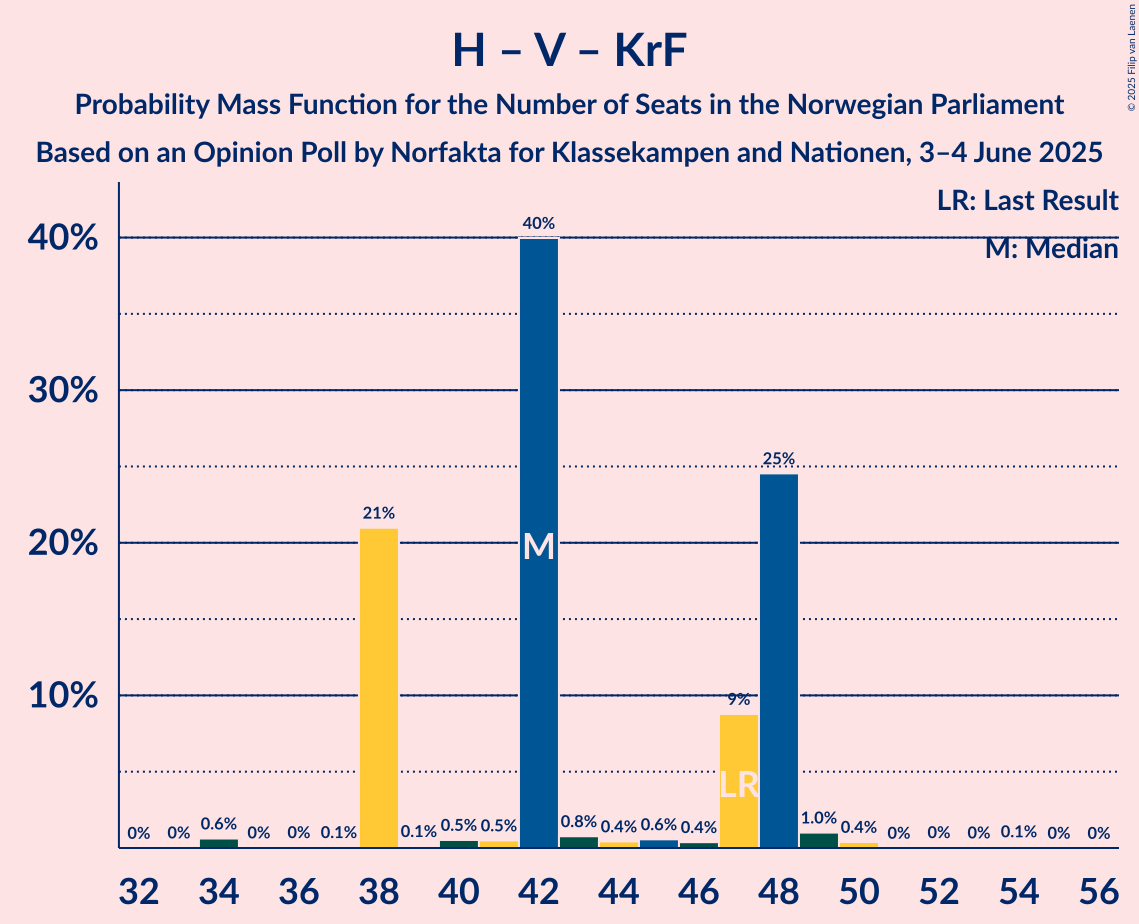 H – V – KrF
Probability Mass Function for the Number of Seats in the Norwegian Parliament
Based on an Opinion Poll by Norfakta for Klassekampen and Nationen, 3–4 June 2025
© 2025 Filip van Laenen
LR: Last Result
M: Median
40%
30%
20%
10%
0% 0% 0.6% 0% 0% 0.1% 21% 0.1% 0.5% 0.5% 40% 0.8% 0.4% 0.6% 0.4% 9% 25% 1.0% 0.4% 0% 0% 0% 0.1% 0% 0%
M
LR
32 34 36 38 40 42 44 46 48 50 52 54 56